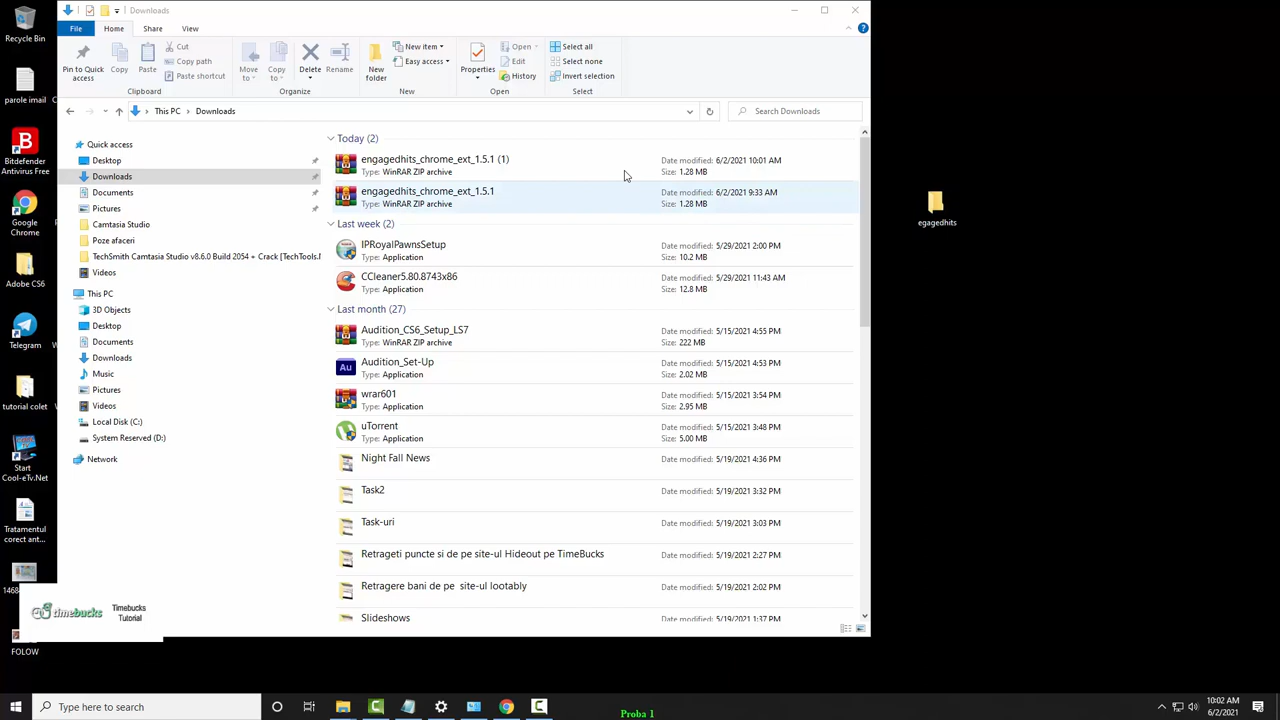 Downloads
File
Home
Share
View
Pin to Quick access
Copy
Paste
Cut
Copy path
Paste shortcut
Move to
Copy to
Delete
Rename
New folder
New item
Easy access
Properties
Open
Edit
History
Select all
Select none
Invert selection
Clipboard
Organize
New
Open
Select
This PC
Downloads
Search Downloads
Quick access
Desktop
Downloads
Documents
Pictures
Camtasia Studio
Poze afaceri
TechSmith Camtasia Studio v8.6.0 Build 2054 + Crack [TechTools.
Videos
This PC
3D Objects
Desktop
Documents
Downloads
Music
Pictures
Videos
Local Disk (C:)
System Reserved (D:)
Network
Today (2)
engagedhits_chrome_ext_1.5.1 (1)
Type: WinRAR ZIP archive
Date modified: 6/2/2021 10:01 AM
Size: 1.28 MB
engagedhits_chrome_ext_1.5.1
Type: WinRAR ZIP archive
Date modified: 6/2/2021 9:33 AM
Size: 1.28 MB
Last week (2)
IPRoyalPawnsSetup
Type: Application
Date modified: 5/29/2021 2:00 PM
Size: 10.2 MB
CCleaner5.80.8743x86
Type: Application
Date modified: 5/29/2021 11:43 AM
Size: 12.8 MB
Last month (27)
Audition_CS6_Setup_LS7
Type: WinRAR ZIP archive
Date modified: 5/15/2021 4:55 PM
Size: 222 MB
Audition_Set-Up
Type: Application
Date modified: 5/15/2021 4:53 PM
Size: 2.02 MB
wrar601
Type: Application
Date modified: 5/15/2021 3:54 PM
Size: 2.95 MB
uTorrent
Type: Application
Date modified: 5/15/2021 3:48 PM
Size: 5.00 MB
Night Fall News
Date modified: 5/19/2021 4:36 PM
Task2
Date modified: 5/19/2021 3:32 PM
Task-uri
Date modified: 5/19/2021 3:03 PM
Retrageti puncte si de pe site-ul Hideout pe TimeBucks
Date modified: 5/19/2021 2:27 PM
Retragere bani de pe site-ul lootably
Date modified: 5/19/2021 2:02 PM
Slideshows
Date modified: 5/19/2021 1:37 PM
Recycle Bin
parole imail
Bitdefender
Antivirus Free
Google
Chrome
Adobe CS6
Telegram
tutorial colet
Start
Cool-eTv.Net
Tratamentul
corect ant...
1468
FOLOW
egagedhits
timebucks
Timebucks
Tutorial
Type here to search
Proba 1
10:02 AM
6/2/2021